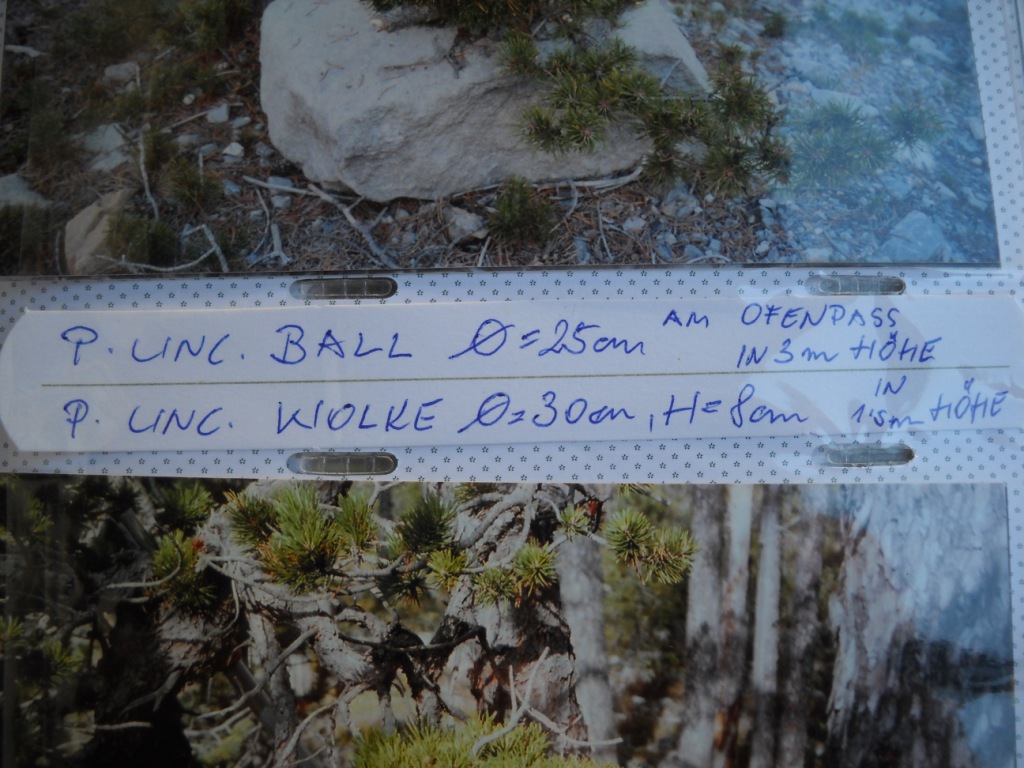 P. UNC. BALL Ø=25cm AM OFENPASS
IN 3m HÖHE
P. UNC. WOLKE Ø=30cm, H=8cm IN
1'5m HÖHE